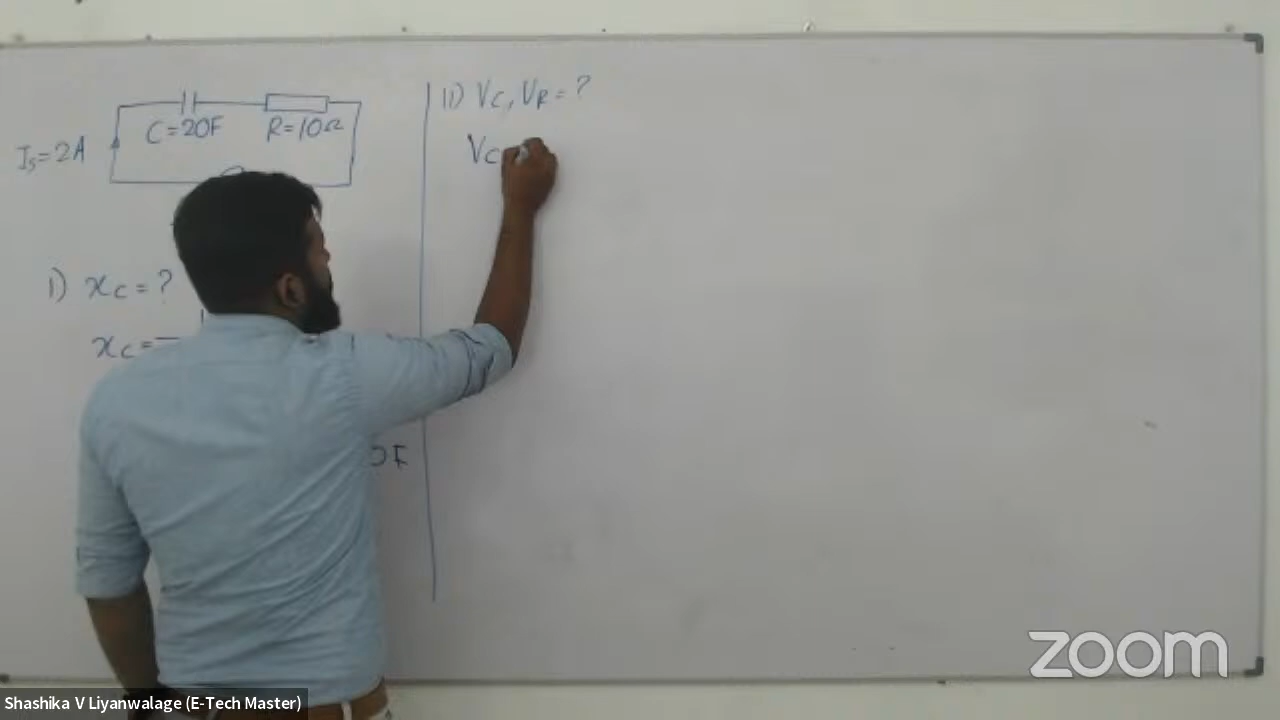 C=20F R=10Ω
Is=2A
I) xc = ?
xc =
0F
II) Vc, VR = ?
Vc
zoom
Shashika V Liyanwalage (E-Tech Master)